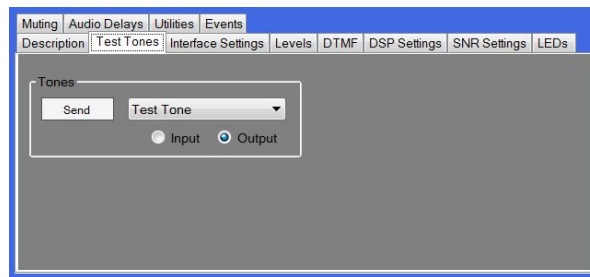 Muting Audio Delays Utilities Events
Description Test Tones Interface Settings Levels DTMF DSP Settings SNR Settings LEDs
Tones
Send Test Tone
Input Output